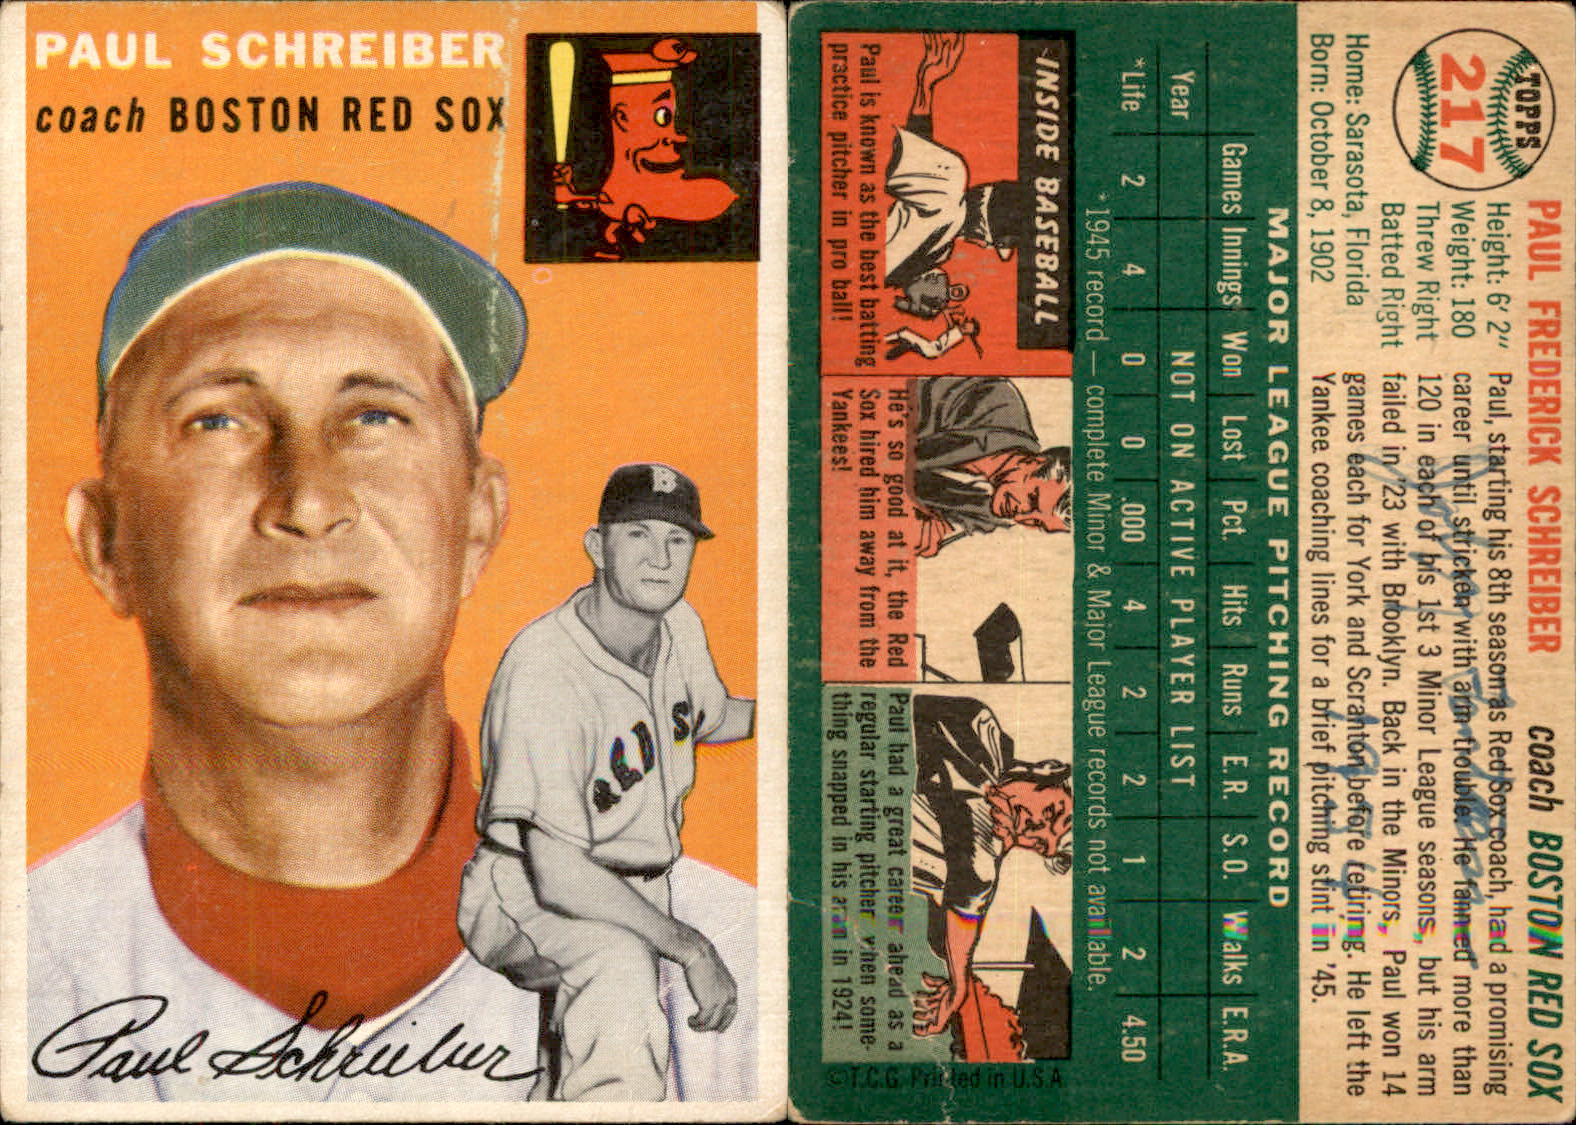 PAUL SCHREIBER
coach BOSTON RED SOX
B
RED S
Paul Schreiber
TOPPS
217
PAUL FREDERICK SCHREIBER coach BOSTON RED SOX
Height: 6' 2"
Weight: 180
Threw Right
Batted Right
Home: Sarasota, Florida
Born: October 8, 1902
Paul, starting his 8th season as Red Sox coach, had a promising
career until stricken with arm trouble. He fanned more than
120 in each of his 1st 3 Minor League seasons, but his arm
failed in '23 with Brooklyn. Back in the Minors, Paul won 14
games each for York and Scranton before retiring. He left the
Yankee coaching lines for a brief pitching stint in '45.
MAJOR LEAGUE PITCHING RECORD
Games Innings Won Lost Pct. Hits Runs E.R. S.O. Walks E.R.A.
Year NOT ON ACTIVE PLAYER LIST
*Life 2 4 0 0 .000 4 2 2 1 2 4.50
*1945 record — complete Minor & Major League records not available.
INSIDE BASEBALL
Paul is known as the best batting
practice pitcher in pro ball!
He's so good at it, the Red
Sox hired him away from the
Yankees!
Paul had a great career ahead as a
regular starting pitcher when some-
thing snapped in his arm in 1924!
© T.C.G. Printed in U.S.A.